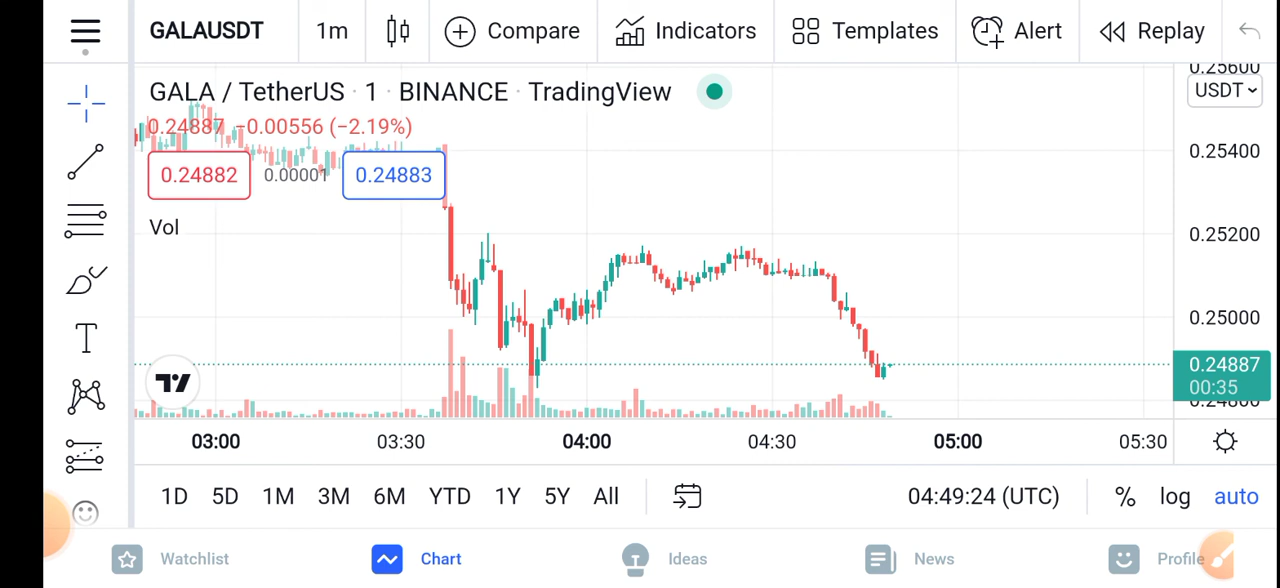 GALAUSDT 1m Compare Indicators Templates Alert Replay
GALA / TetherUS · 1 · BINANCE · TradingView
0.24887 −0.00556 (−2.19%)
0.24882 0.00001 0.24883
Vol
0.25600
USDT
0.25400
0.25200
0.25000
0.24887
00:35
0.24800
03:00 03:30 04:00 04:30 05:00 05:30
1D 5D 1M 3M 6M YTD 1Y 5Y All 04:49:24 (UTC) % log auto
Watchlist Chart Ideas News Profile